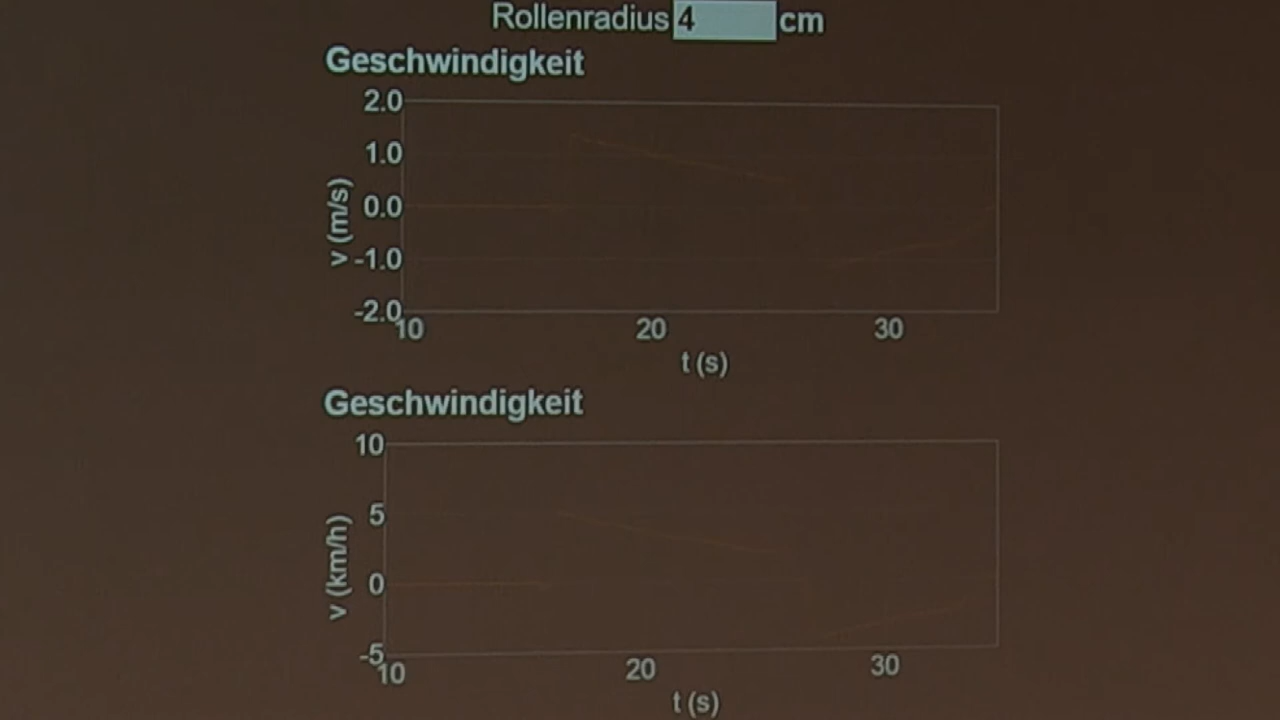 Rollenradius 4 cm
Geschwindigkeit
2.0
1.0
0.0
-1.0
-2.0
v (m/s)
10 20 30
t (s)
Geschwindigkeit
10
5
0
-5
v (km/h)
10 20 30
t (s)